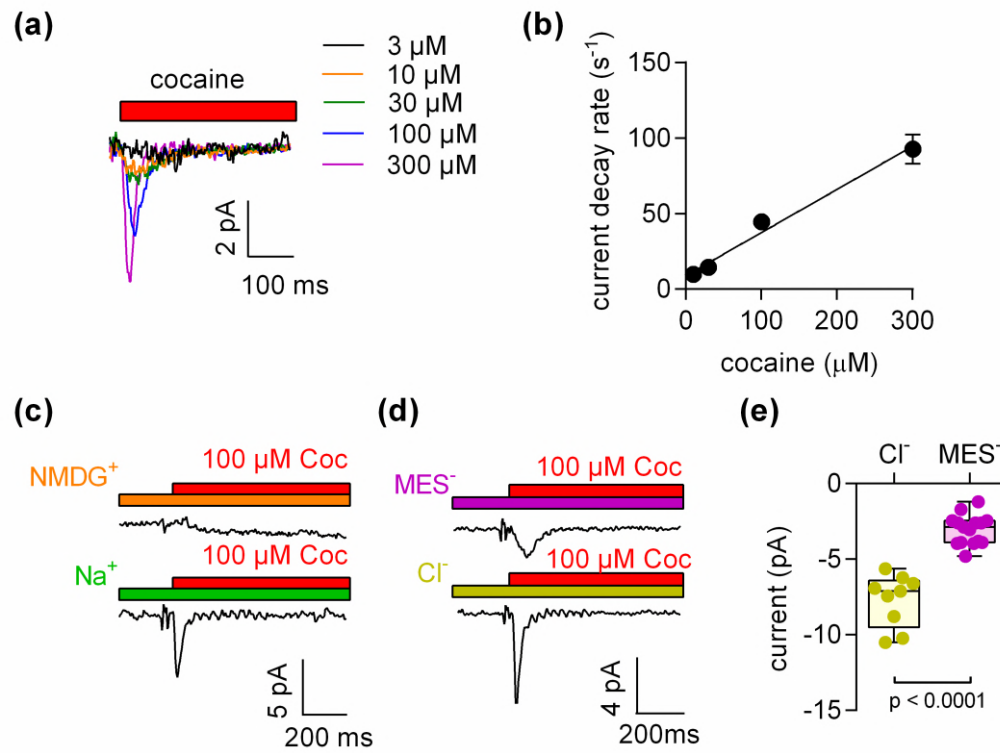 (a)
cocaine
3 µM
10 µM
30 µM
100 µM
300 µM
2 pA
100 ms
(b)
current decay rate (s⁻¹)
150
100
50
0
0 100 200 300
cocaine (µM)
(c)
NMDG⁺
100 µM Coc
Na⁺
100 µM Coc
5 pA
200 ms
(d)
MES⁻
100 µM Coc
Cl⁻
100 µM Coc
4 pA
200ms
(e)
Cl⁻ MES⁻
current (pA)
0
-5
-10
-15
p < 0.0001